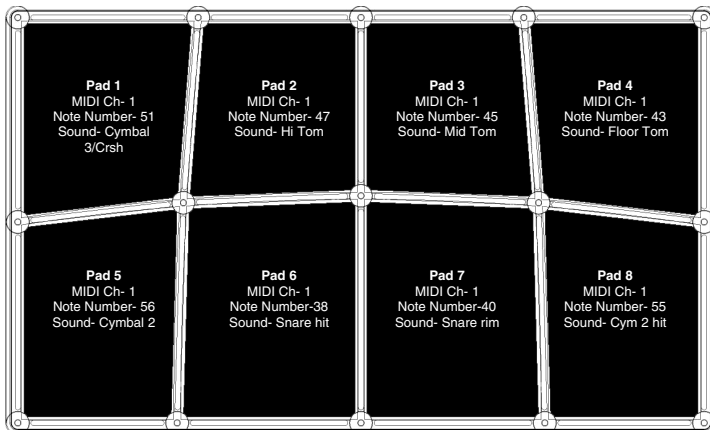 Pad 1
MIDI Ch- 1
Note Number- 51
Sound- Cymbal
3/Crsh
Pad 2
MIDI Ch- 1
Note Number- 47
Sound- Hi Tom
Pad 3
MIDI Ch- 1
Note Number- 45
Sound- Mid Tom
Pad 4
MIDI Ch- 1
Note Number- 43
Sound- Floor Tom
Pad 5
MIDI Ch- 1
Note Number- 56
Sound- Cymbal 2
Pad 6
MIDI Ch- 1
Note Number-38
Sound- Snare hit
Pad 7
MIDI Ch- 1
Note Number-40
Sound- Snare rim
Pad 8
MIDI Ch- 1
Note Number- 55
Sound- Cym 2 hit